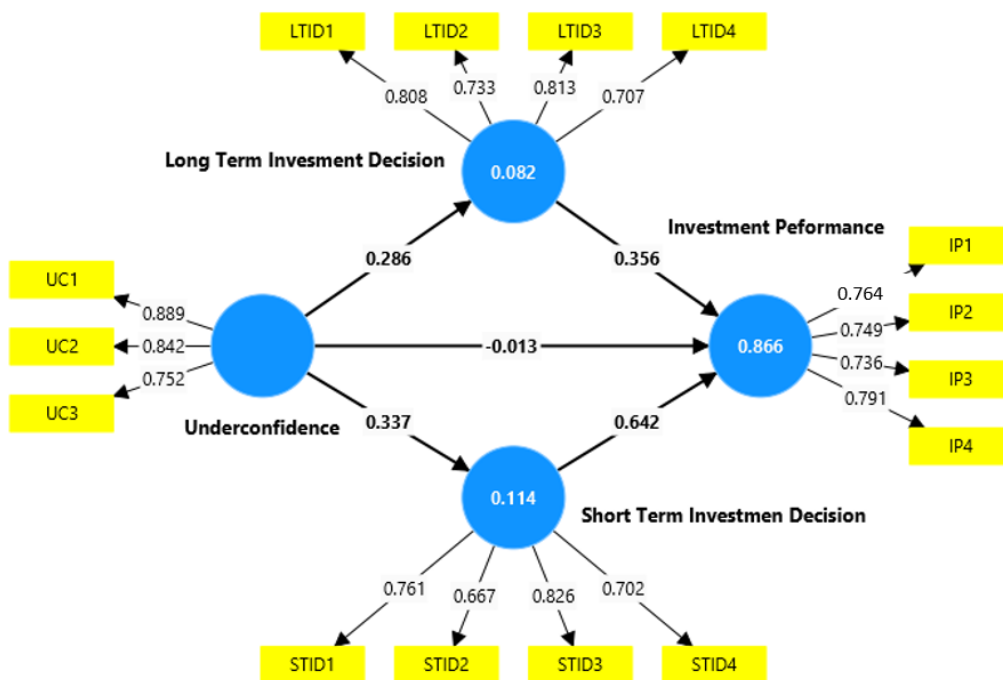 LTID1 LTID2 LTID3 LTID4
0.808 0.733 0.813 0.707
Long Term Invesment Decision
0.082
Investment Peformance
0.286 0.356
IP1
IP2
IP3
IP4
0.764
0.749
0.736
0.791
UC1
UC2
UC3
0.889
0.842
0.752
-0.013
0.866
Underconfidence
0.337 0.642
0.114
Short Term Investmen Decision
0.761 0.667 0.826 0.702
STID1 STID2 STID3 STID4